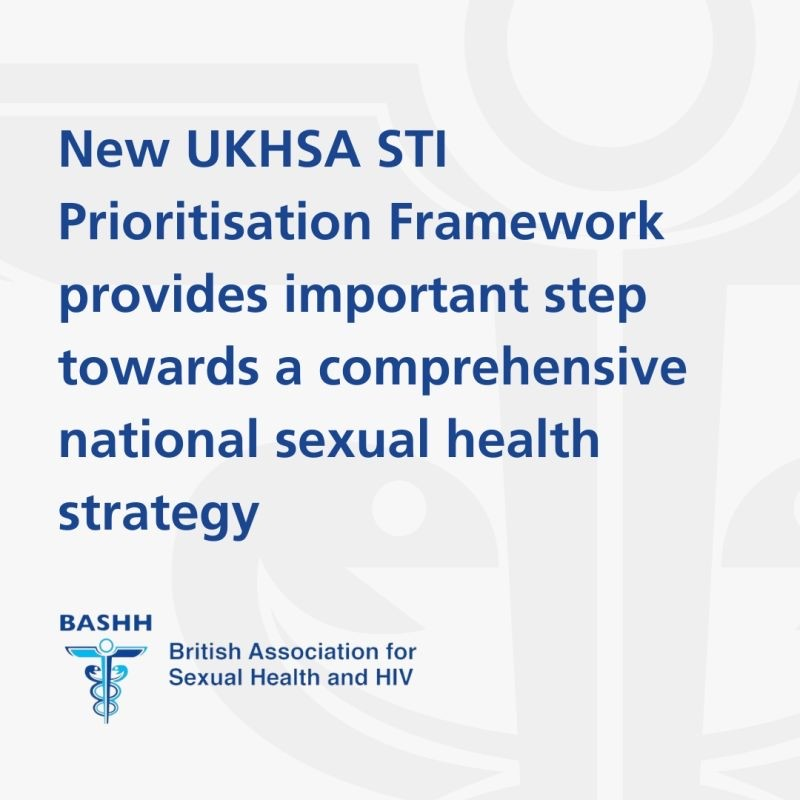 New UKHSA STI
Prioritisation Framework
provides important step
towards a comprehensive
national sexual health
strategy
BASHH
British Association for
Sexual Health and HIV